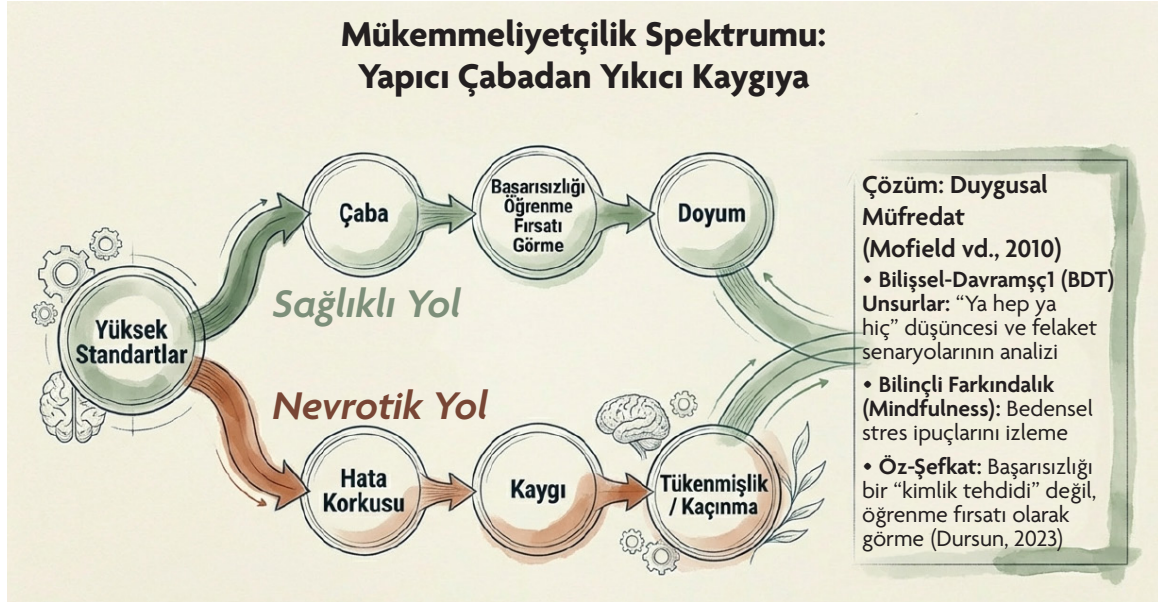 Mükemmeliyetçilik Spektrumu:
Yapıcı Çabadan Yıkıcı Kaygıya
Yüksek
Standartlar
Sağlıklı Yol
Çaba
Başarısızlığı
Öğrenme
Fırsatı
Görme
Doyum
Nevrotik Yol
Hata
Korkusu
Kaygı
Tükenmişlik
/ Kaçınma
Çözüm: Duygusal
Müfredat
(Mofield vd., 2010)
• Bilişsel-Davramşç1 (BDT)
Unsurlar: “Ya hep ya
hiç” düşüncesi ve felaket
senaryolarının analizi
• Bilinçli Farkındalık
(Mindfulness): Bedensel
stres ipuçlarını izleme
• Öz-Şefkat: Başarısızlığı
bir “kimlik tehdidi” değil,
öğrenme fırsatı olarak
görme (Dursun, 2023)